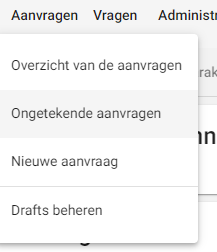 Aanvragen Vragen Administr
Overzicht van de aanvragen
Ongetekende aanvragen
Nieuwe aanvraag
Drafts beheren